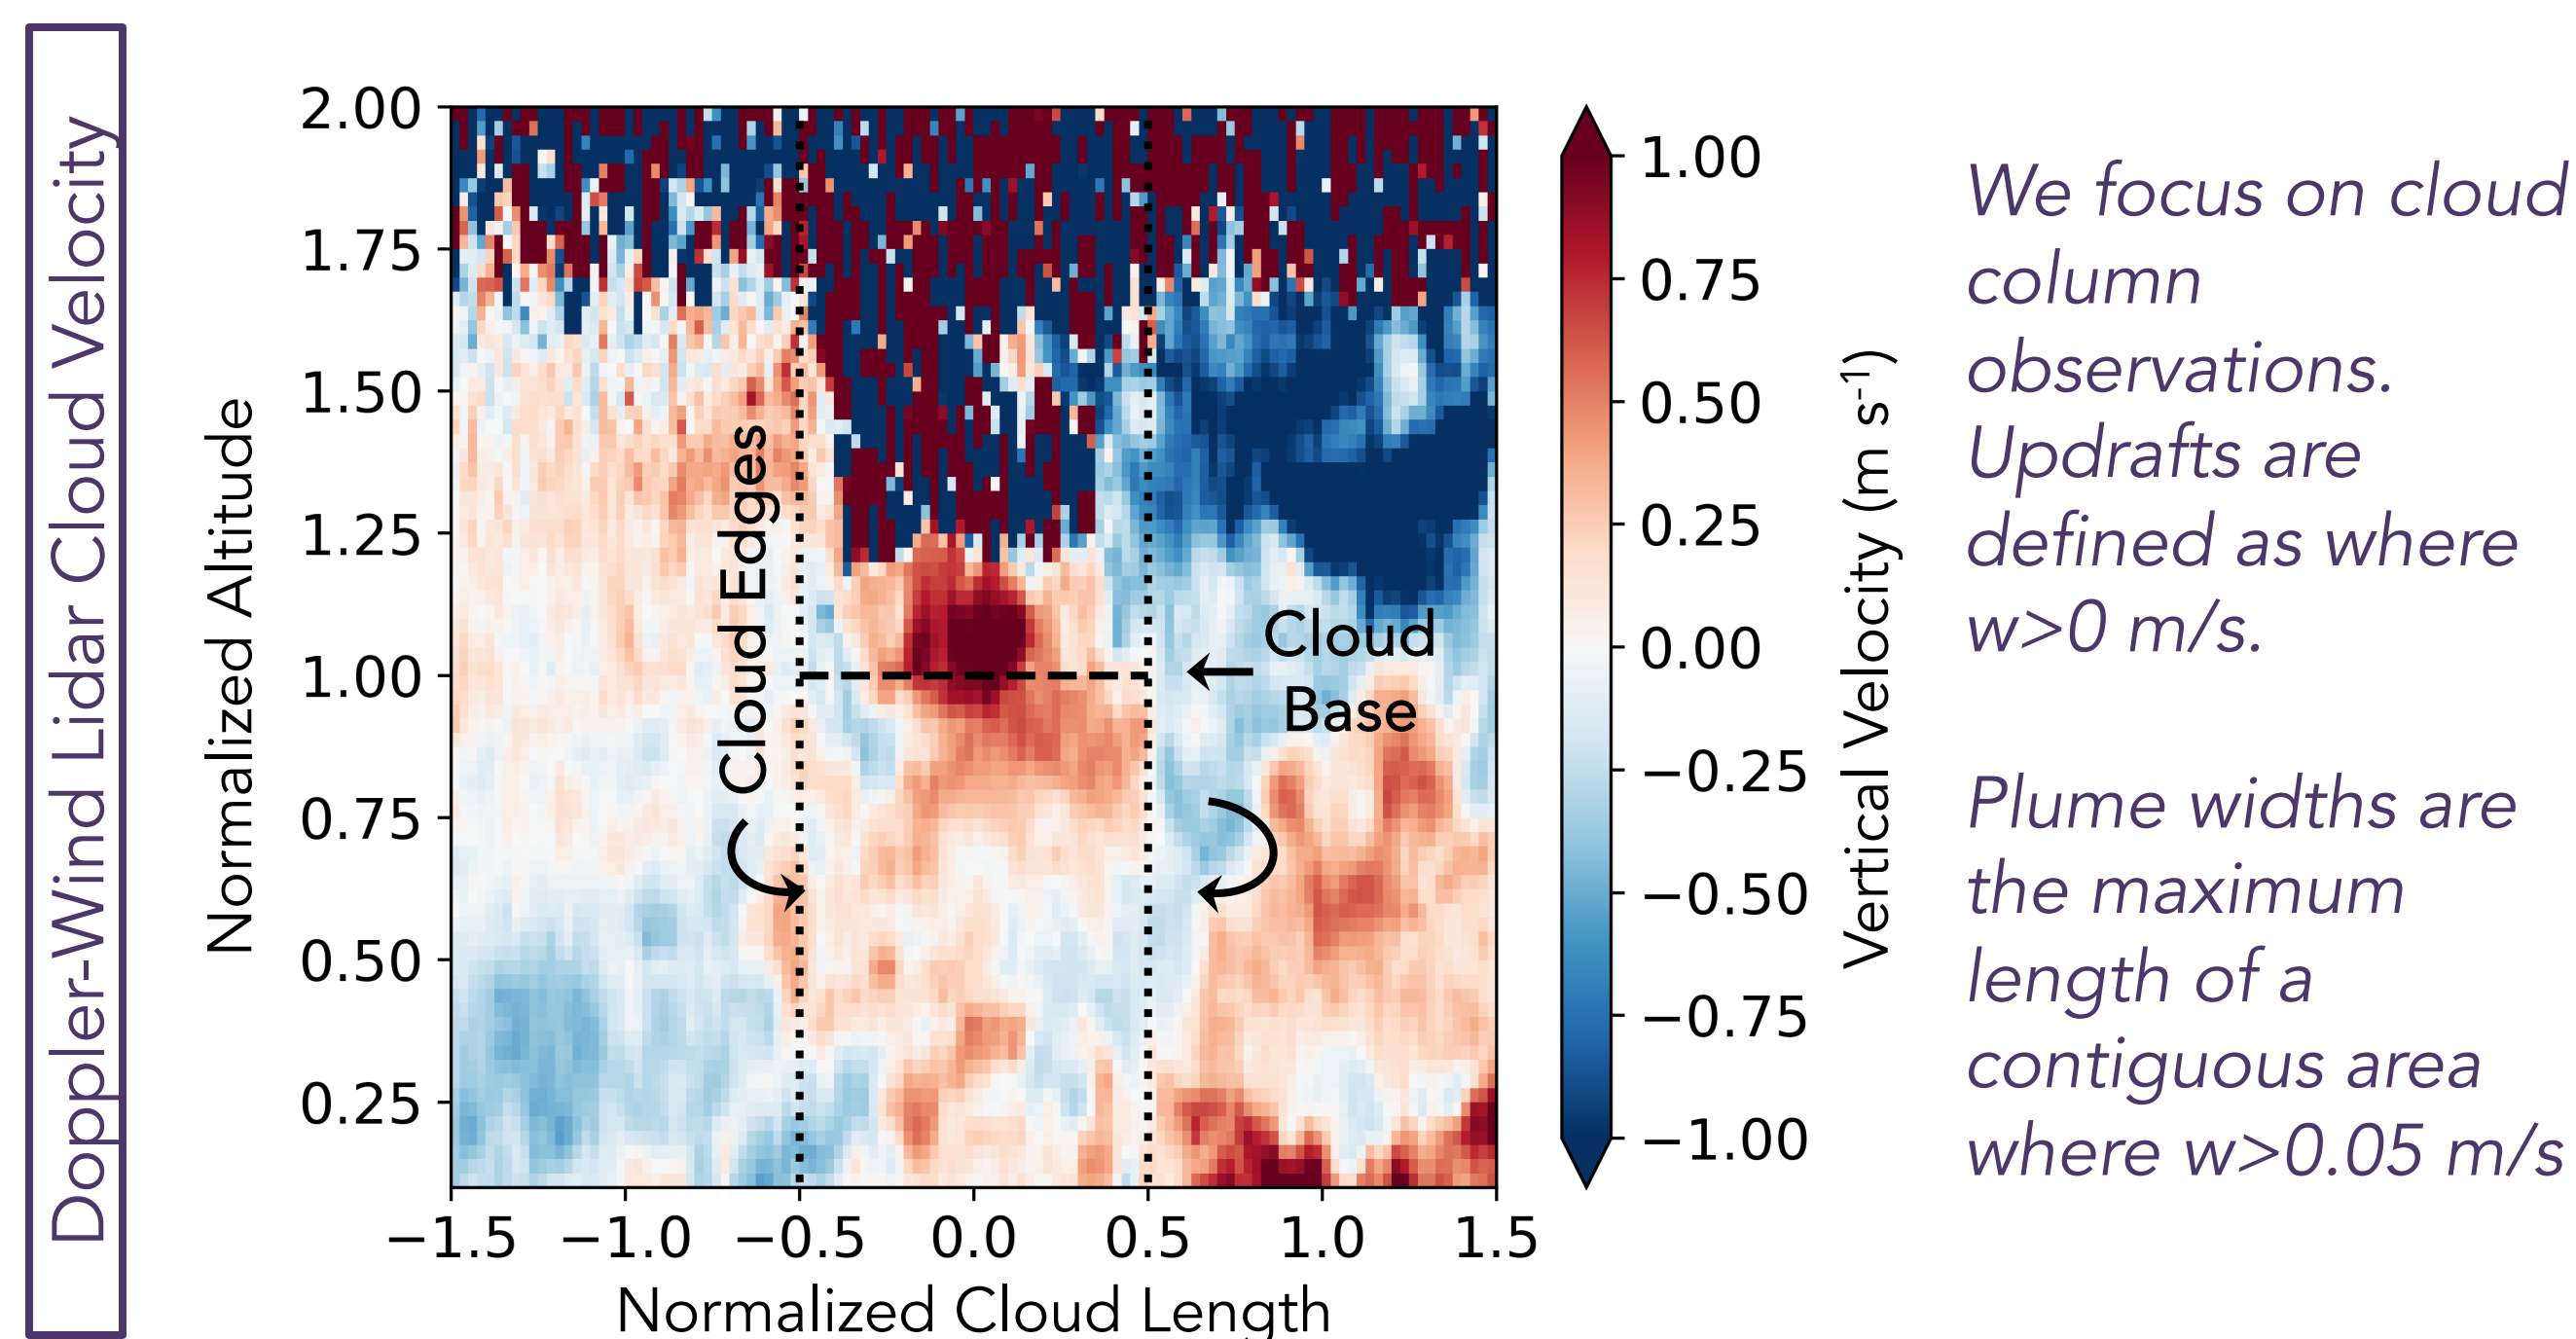 Doppler-Wind Lidar Cloud Velocity
Normalized Altitude
2.00
1.75
1.50
1.25
1.00
0.75
0.50
0.25
Cloud Edges
Cloud
Base
−1.5 −1.0 −0.5 0.0 0.5 1.0 1.5
Normalized Cloud Length
1.00
0.75
0.50
0.25
0.00
−0.25
−0.50
−0.75
−1.00
Vertical Velocity (m s⁻¹)
We focus on cloud
column
observations.
Updrafts are
defined as where
w>0 m/s.
Plume widths are
the maximum
length of a
contiguous area
where w>0.05 m/s